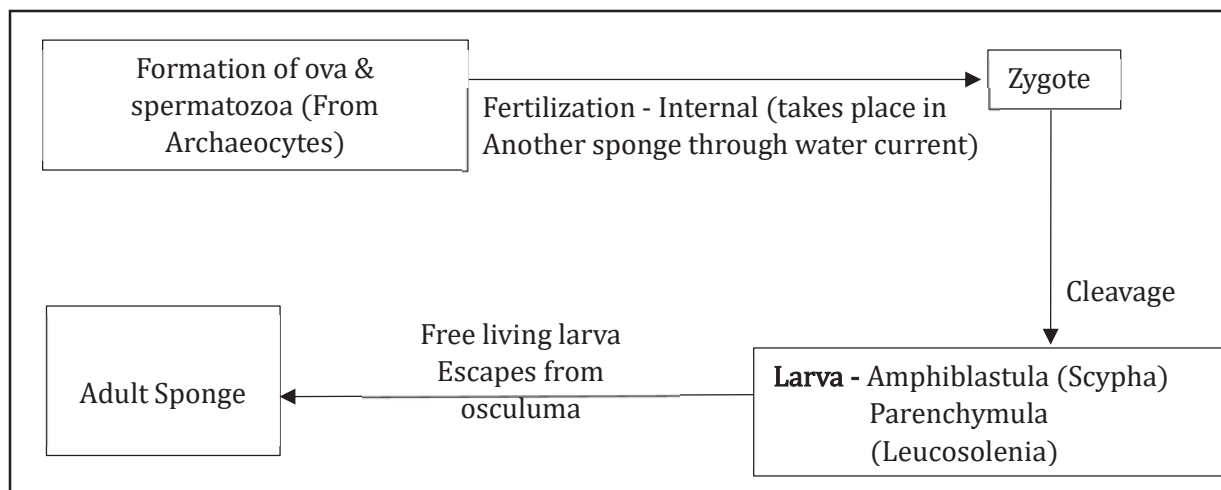 Formation of ova &
spermatozoa (From
Archaeocytes)
Fertilization - Internal (takes place in
Another sponge through water current)
Zygote
Cleavage
Larva - Amphiblastula (Scypha)
Parenchymula
(Leucosolenia)
Free living larva
Escapes from
osculuma
Adult Sponge